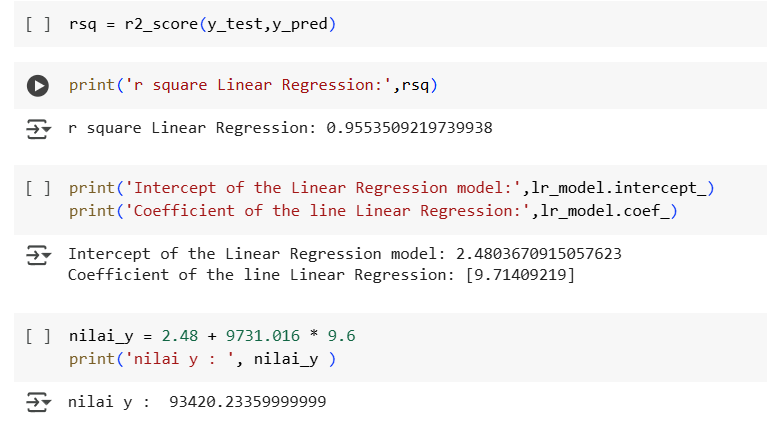 [ ] rsq = r2_score(y_test,y_pred)
print('r square Linear Regression:',rsq)
r square Linear Regression: 0.9553509219739938
[ ] print('Intercept of the Linear Regression model:',lr_model.intercept_)
print('Coefficient of the line Linear Regression:',lr_model.coef_)
Intercept of the Linear Regression model: 2.4803670915057623
Coefficient of the line Linear Regression: [9.71409219]
[ ] nilai_y = 2.48 + 9731.016 * 9.6
print('nilai y : ', nilai_y )
nilai y :  93420.23359999999